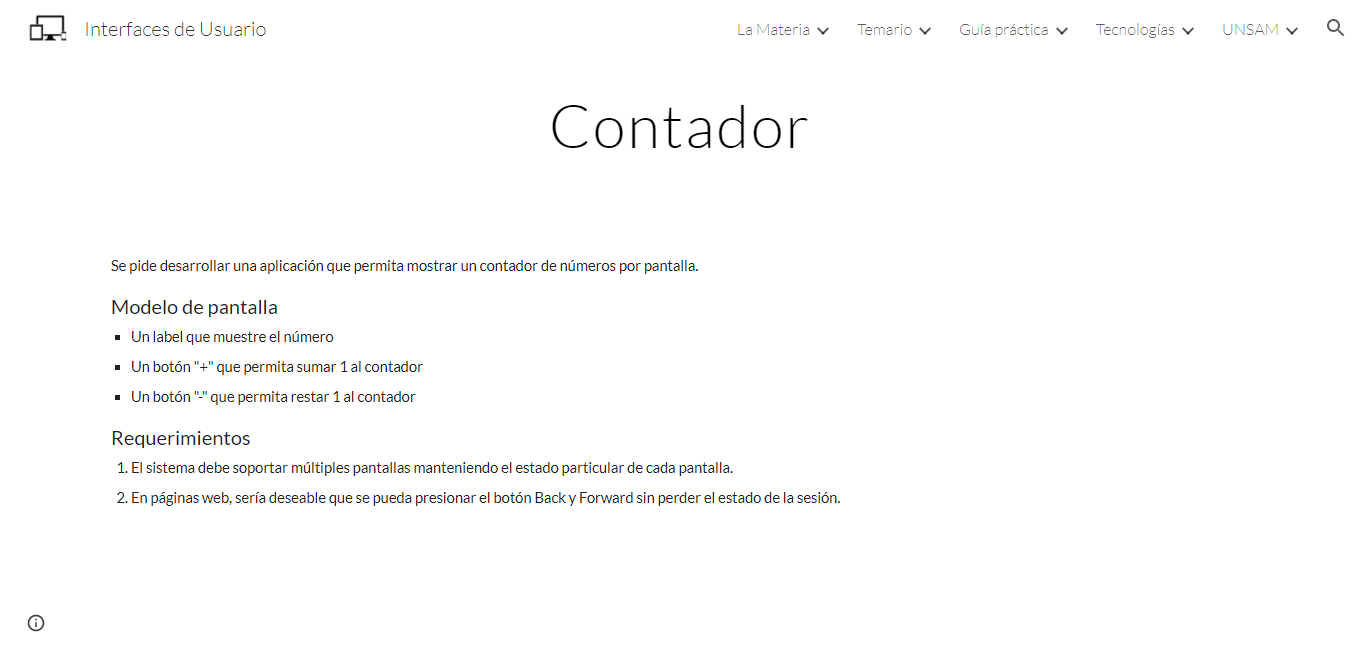 Interfaces de Usuario
La Materia Temario Guía práctica Tecnologías UNSAM
Contador
Se pide desarrollar una aplicación que permita mostrar un contador de números por pantalla.
Modelo de pantalla
▪ Un label que muestre el número
▪ Un botón "+" que permita sumar 1 al contador
▪ Un botón "-" que permita restar 1 al contador
Requerimientos
1. El sistema debe soportar múltiples pantallas manteniendo el estado particular de cada pantalla.
2. En páginas web, sería deseable que se pueda presionar el botón Back y Forward sin perder el estado de la sesión.